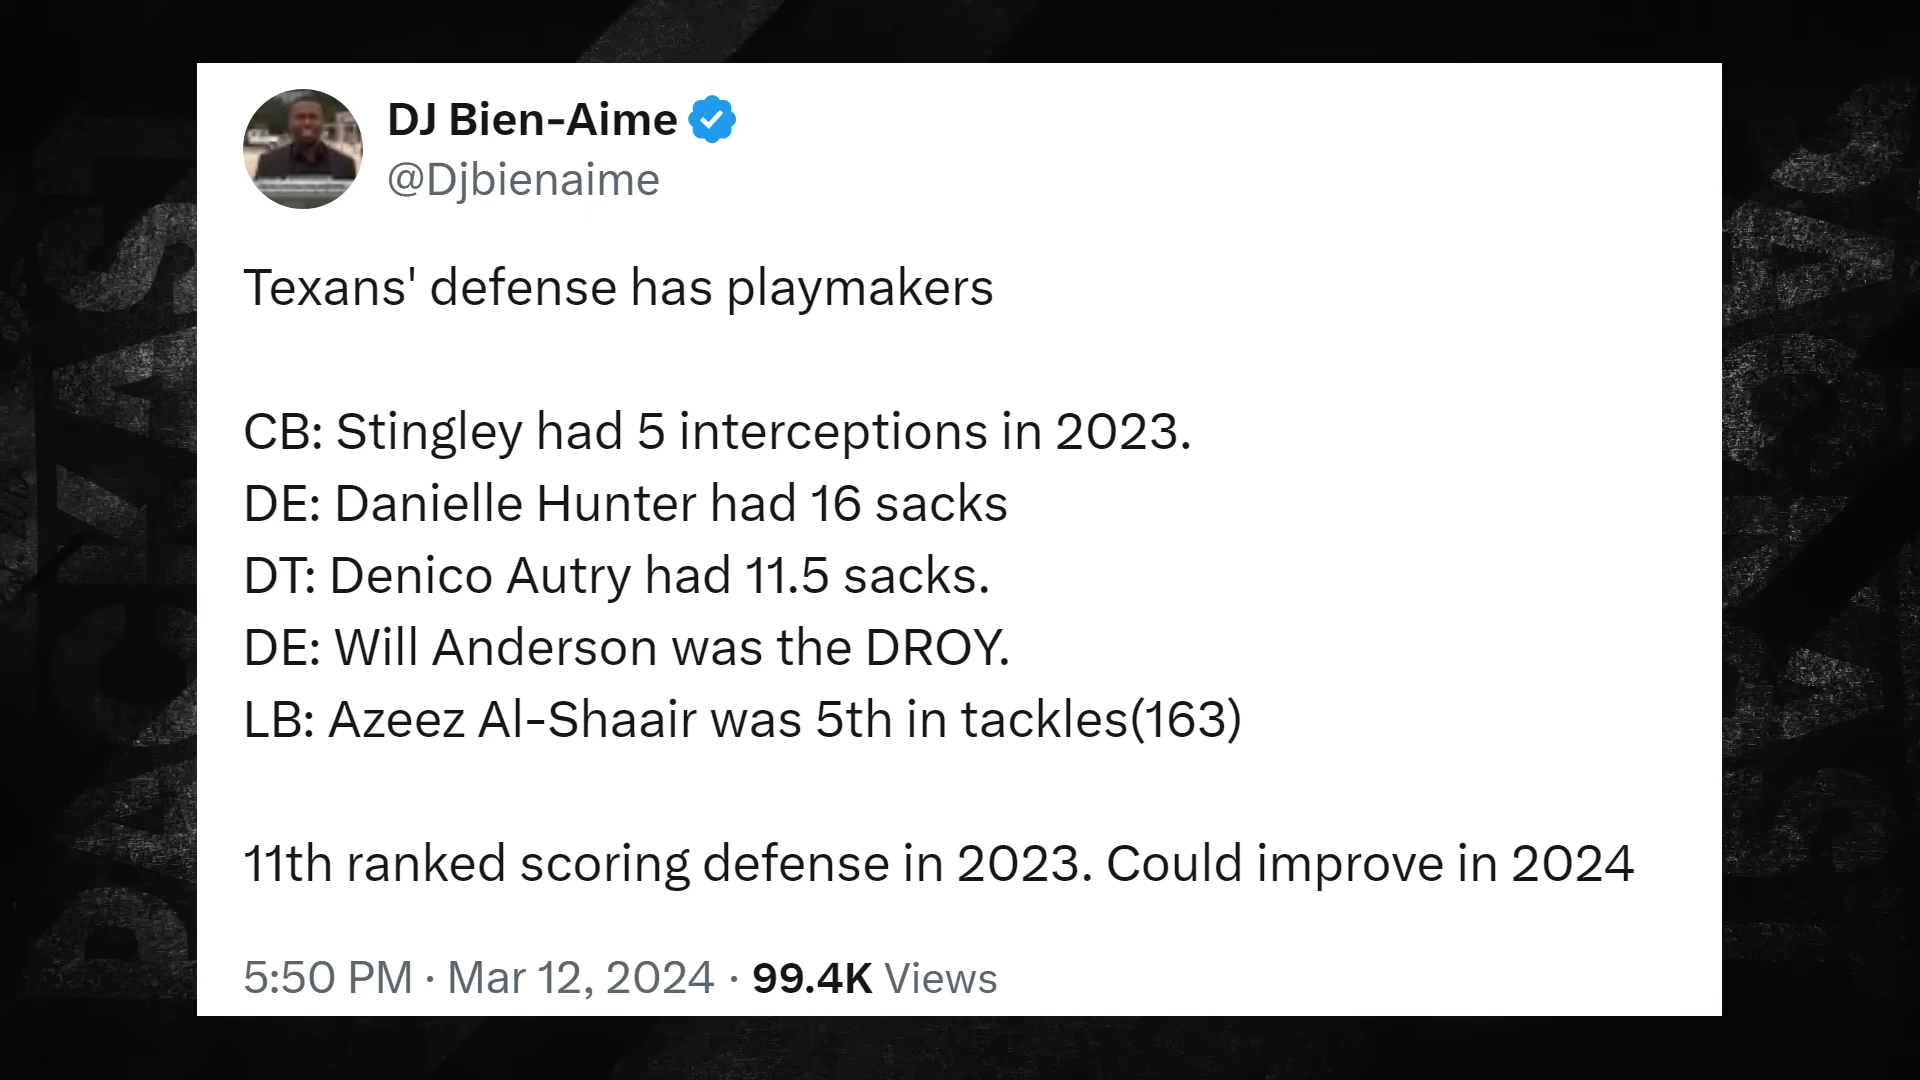 DJ Bien-Aime
@Djbienaime
Texans' defense has playmakers
CB: Stingley had 5 interceptions in 2023.
DE: Danielle Hunter had 16 sacks
DT: Denico Autry had 11.5 sacks.
DE: Will Anderson was the DROY.
LB: Azeez Al-Shaair was 5th in tackles(163)
11th ranked scoring defense in 2023. Could improve in 2024
5:50 PM · Mar 12, 2024 · 99.4K Views